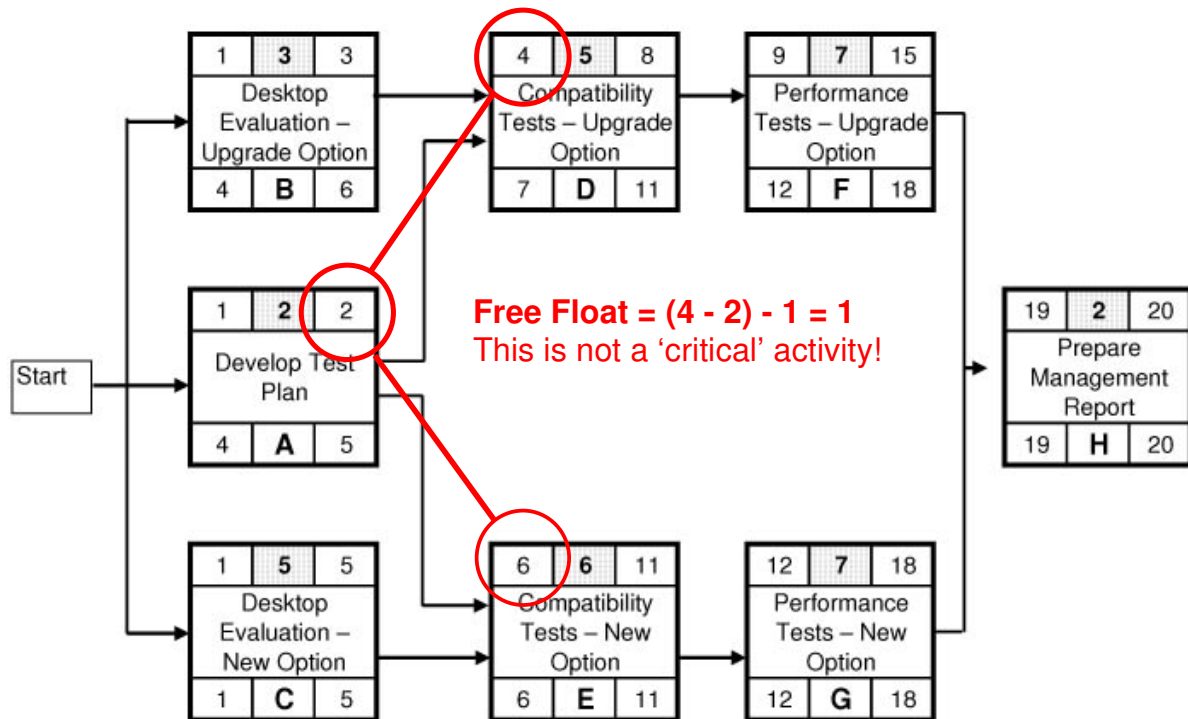 1 3 3
Desktop
Evaluation –
Upgrade Option
4 B 6
4 5 8
Compatibility
Tests – Upgrade
Option
7 D 11
9 7 15
Performance
Tests – Upgrade
Option
12 F 18
Start
1 2 2
Develop Test
Plan
4 A 5
Free Float = (4 - 2) - 1 = 1
This is not a ‘critical’ activity!
19 2 20
Prepare
Management
Report
19 H 20
1 5 5
Desktop
Evaluation –
New Option
1 C 5
6 6 11
Compatibility
Tests – New
Option
6 E 11
12 7 18
Performance
Tests – New
Option
12 G 18